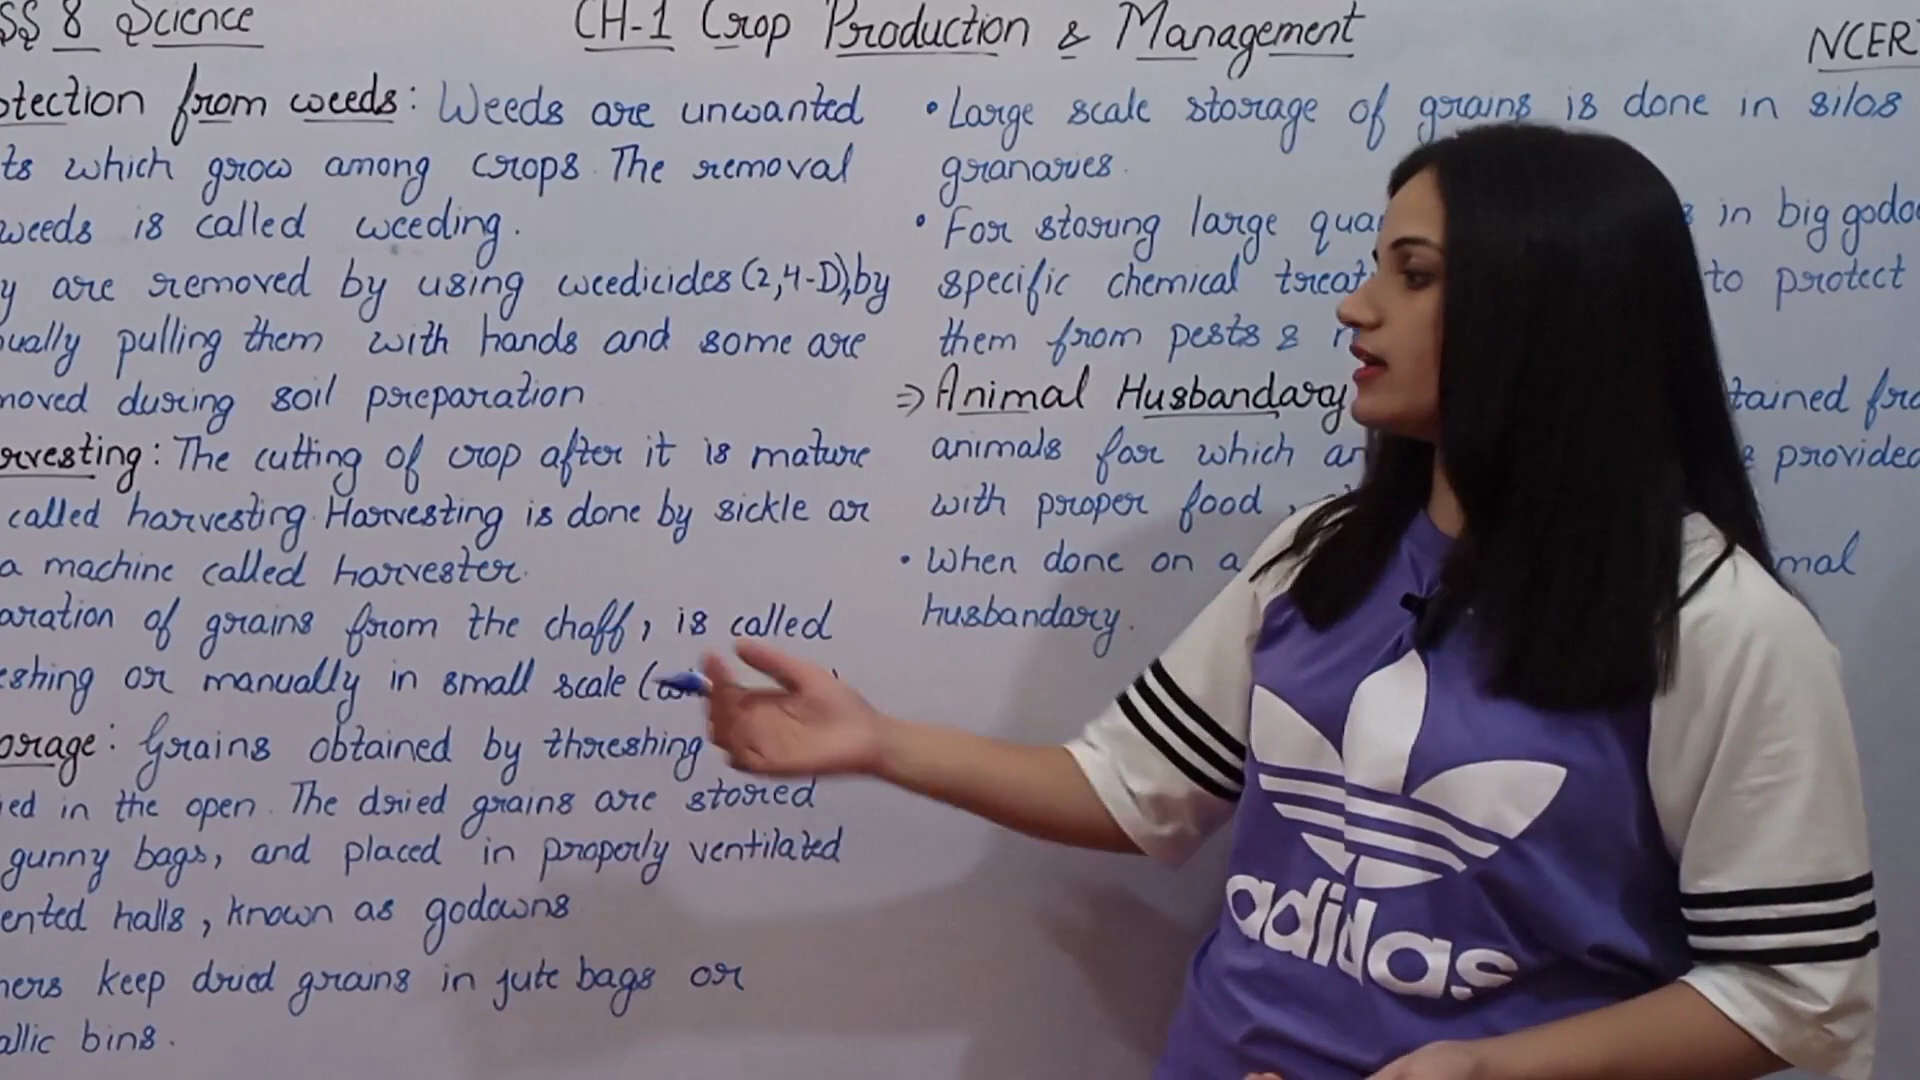 SS 8 Science
CH-1 Crop Production & Management
NCER
otection from weeds: Weeds are unwanted
ts which grow among crops. The removal
weeds is called weeding.
y are removed by using weedicides (2,4-D), by
ually pulling them with hands and some are
moved during soil preparation
rvesting: The cutting of crop after it is mature
called harvesting. Harvesting is done by sickle or
a machine called harvester.
aration of grains from the chaff, is called
eshing or manually in small scale (
orage: Grains obtained by threshing
ied in the open. The dried grains are stored
gunny bags, and placed in properly ventilated
ented halls, known as godowns
mers keep dried grains in jute bags or
allic bins.
• Large scale storage of grains is done in silos
granaries.
• For storing large quan in big godo
specific chemical treat to protect
them from pests &
⇒ Animal Husbandary tained fro
animals for which ar provided
with proper food,
• When done on a mal
husbandary.
adidas